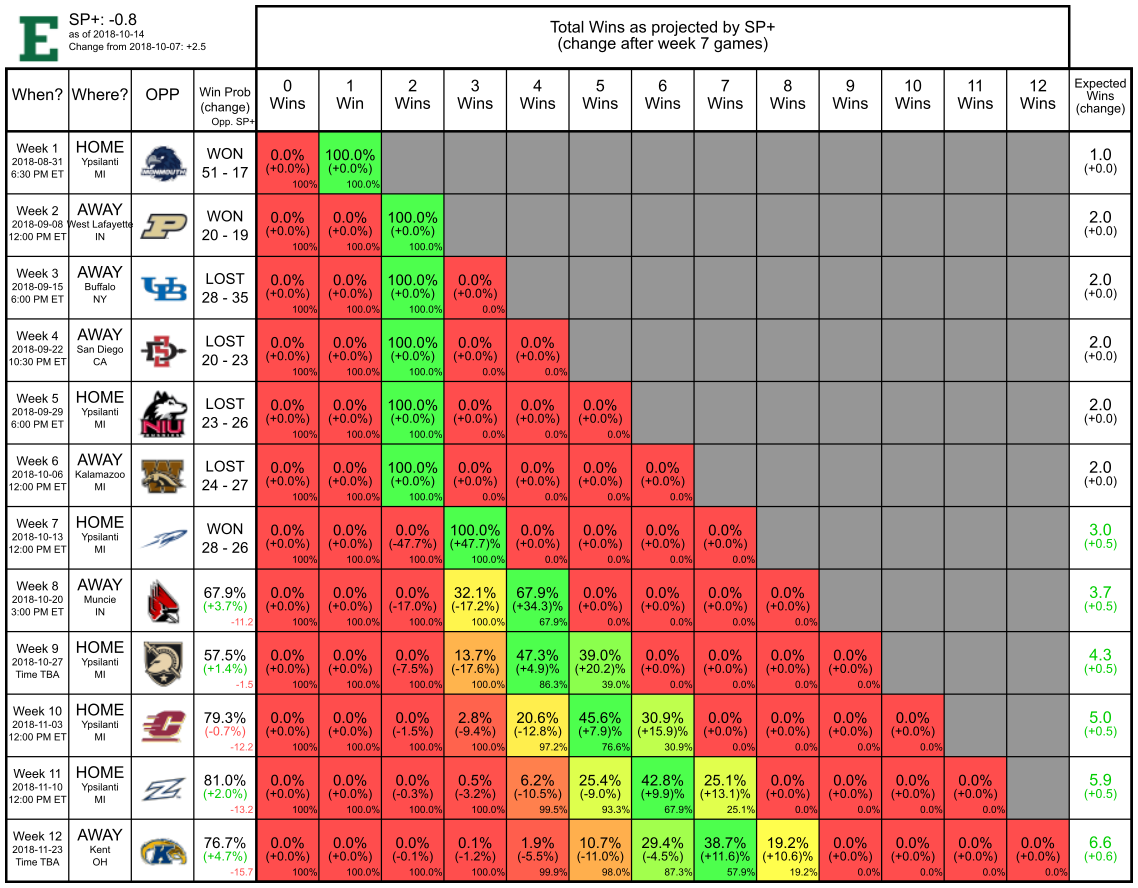 E
SP+: -0.8
as of 2018-10-14
Change from 2018-10-07: +2.5
Total Wins as projected by SP+
(change after week 7 games)
When? Where? OPP Win Prob (change) Opp. SP+ 0 Wins 1 Win 2 Wins 3 Wins 4 Wins 5 Wins 6 Wins 7 Wins 8 Wins 9 Wins 10 Wins 11 Wins 12 Wins Expected Wins (change)
Week 1 HOME MONMOUTH WON 0.0% 100.0% 1.0
2018-08-31 Ypsilanti 51 - 17 (+0.0%) (+0.0%) (+0.0)
6:30 PM ET MI 100% 100.0%
Week 2 AWAY P WON 0.0% 0.0% 100.0% 2.0
2018-09-08 West Lafayette 20 - 19 (+0.0%) (+0.0%) (+0.0%) (+0.0)
12:00 PM ET IN 100% 100.0% 100.0%
Week 3 AWAY UB LOST 0.0% 0.0% 100.0% 0.0% 2.0
2018-09-15 Buffalo 28 - 35 (+0.0%) (+0.0%) (+0.0%) (+0.0%) (+0.0)
6:00 PM ET NY 100% 100.0% 100.0% 0.0%
Week 4 AWAY SD LOST 0.0% 0.0% 100.0% 0.0% 0.0% 2.0
2018-09-22 San Diego 20 - 23 (+0.0%) (+0.0%) (+0.0%) (+0.0%) (+0.0%) (+0.0)
10:30 PM ET CA 100% 100.0% 100.0% 0.0% 0.0%
Week 5 HOME NIU LOST 0.0% 0.0% 100.0% 0.0% 0.0% 0.0% 2.0
2018-09-29 Ypsilanti 23 - 26 (+0.0%) (+0.0%) (+0.0%) (+0.0%) (+0.0%) (+0.0%) (+0.0)
6:00 PM ET MI 100% 100.0% 100.0% 0.0% 0.0% 0.0%
Week 6 AWAY W LOST 0.0% 0.0% 100.0% 0.0% 0.0% 0.0% 0.0% 2.0
2018-10-06 Kalamazoo 24 - 27 (+0.0%) (+0.0%) (+0.0%) (+0.0%) (+0.0%) (+0.0%) (+0.0%) (+0.0)
12:00 PM ET MI 100% 100.0% 100.0% 0.0% 0.0% 0.0% 0.0%
Week 7 HOME WON 0.0% 0.0% 0.0% 100.0% 0.0% 0.0% 0.0% 0.0% 3.0
2018-10-13 Ypsilanti 28 - 26 (+0.0%) (+0.0%) (-47.7%) (+47.7)% (+0.0%) (+0.0%) (+0.0%) (+0.0%) (+0.5)
12:00 PM ET MI 100% 100.0% 100.0% 100.0% 0.0% 0.0% 0.0% 0.0%
Week 8 AWAY 67.9% 0.0% 0.0% 0.0% 32.1% 67.9% 0.0% 0.0% 0.0% 0.0% 3.7
2018-10-20 Muncie (+3.7%) (+0.0%) (+0.0%) (-17.0%) (-17.2%) (+34.3)% (+0.0%) (+0.0%) (+0.0%) (+0.0%) (+0.5)
3:00 PM ET IN -11.2 100% 100.0% 100.0% 100.0% 67.9% 0.0% 0.0% 0.0% 0.0%
Week 9 HOME 57.5% 0.0% 0.0% 0.0% 13.7% 47.3% 39.0% 0.0% 0.0% 0.0% 0.0% 4.3
2018-10-27 Ypsilanti (+1.4%) (+0.0%) (+0.0%) (-7.5%) (-17.6%) (+4.9)% (+20.2)% (+0.0%) (+0.0%) (+0.0%) (+0.0%) (+0.5)
Time TBA MI -1.5 100% 100.0% 100.0% 100.0% 86.3% 39.0% 0.0% 0.0% 0.0% 0.0%
Week 10 HOME C 79.3% 0.0% 0.0% 0.0% 2.8% 20.6% 45.6% 30.9% 0.0% 0.0% 0.0% 0.0% 5.0
2018-11-03 Ypsilanti (-0.7%) (+0.0%) (+0.0%) (-1.5%) (-9.4%) (-12.8%) (+7.9)% (+15.9)% (+0.0%) (+0.0%) (+0.0%) (+0.0%) (+0.5)
12:00 PM ET MI -12.2 100% 100.0% 100.0% 100.0% 97.2% 76.6% 30.9% 0.0% 0.0% 0.0% 0.0%
Week 11 HOME Z 81.0% 0.0% 0.0% 0.0% 0.5% 6.2% 25.4% 42.8% 25.1% 0.0% 0.0% 0.0% 0.0% 5.9
2018-11-10 Ypsilanti (+2.0%) (+0.0%) (+0.0%) (-0.3%) (-3.2%) (-10.5%) (-9.0%) (+9.9)% (+13.1)% (+0.0%) (+0.0%) (+0.0%) (+0.0%) (+0.5)
12:00 PM ET MI -13.2 100% 100.0% 100.0% 100.0% 99.5% 93.3% 67.9% 25.1% 0.0% 0.0% 0.0% 0.0%
Week 12 AWAY K 76.7% 0.0% 0.0% 0.0% 0.1% 1.9% 10.7% 29.4% 38.7% 19.2% 0.0% 0.0% 0.0% 0.0% 6.6
2018-11-23 Kent (+4.7%) (+0.0%) (+0.0%) (-0.1%) (-1.2%) (-5.5%) (-11.0%) (-4.5%) (+11.6)% (+10.6)% (+0.0%) (+0.0%) (+0.0%) (+0.0%) (+0.6)
Time TBA OH -15.7 100% 100.0% 100.0% 100.0% 99.9% 98.0% 87.3% 57.9% 19.2% 0.0% 0.0% 0.0% 0.0%